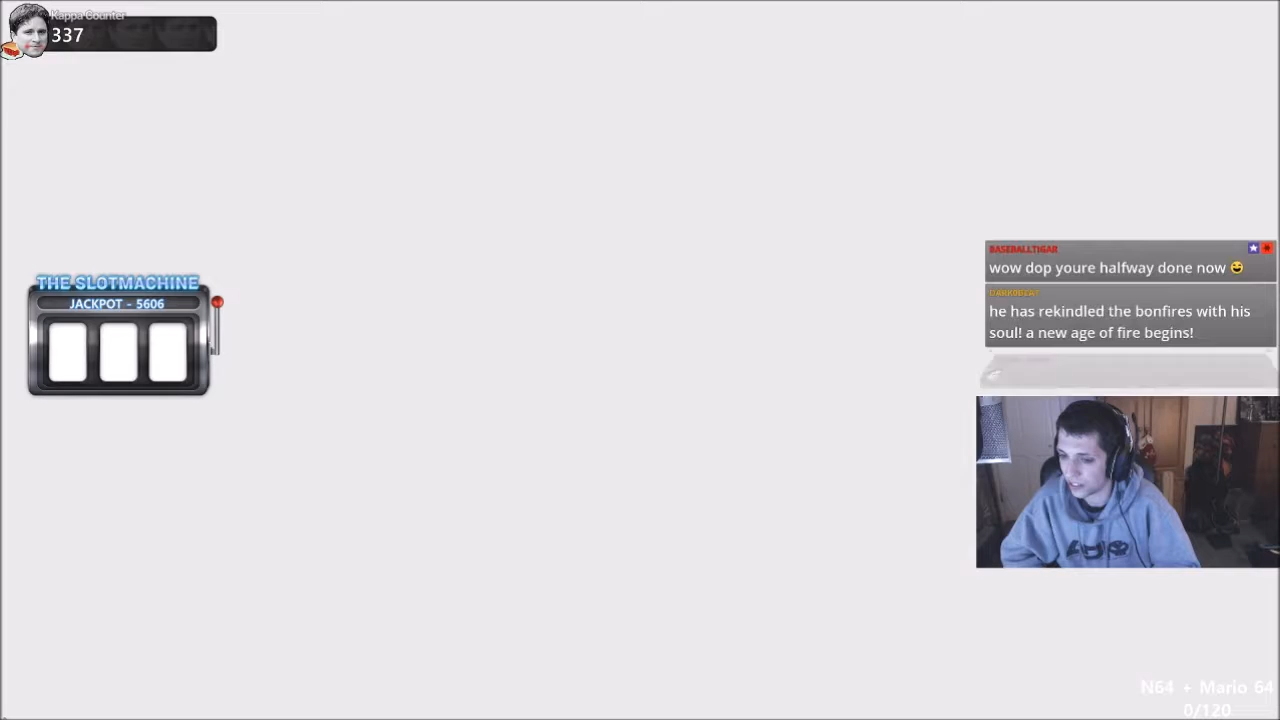 Kappa Counter
337
THE SLOTMACHINE
JACKPOT - 5606
BASEBALLTIGAR
wow dop youre halfway done now
he has rekindled the bonfires with his
soul! a new age of fire begins!
N64 + Mario 64
0/120